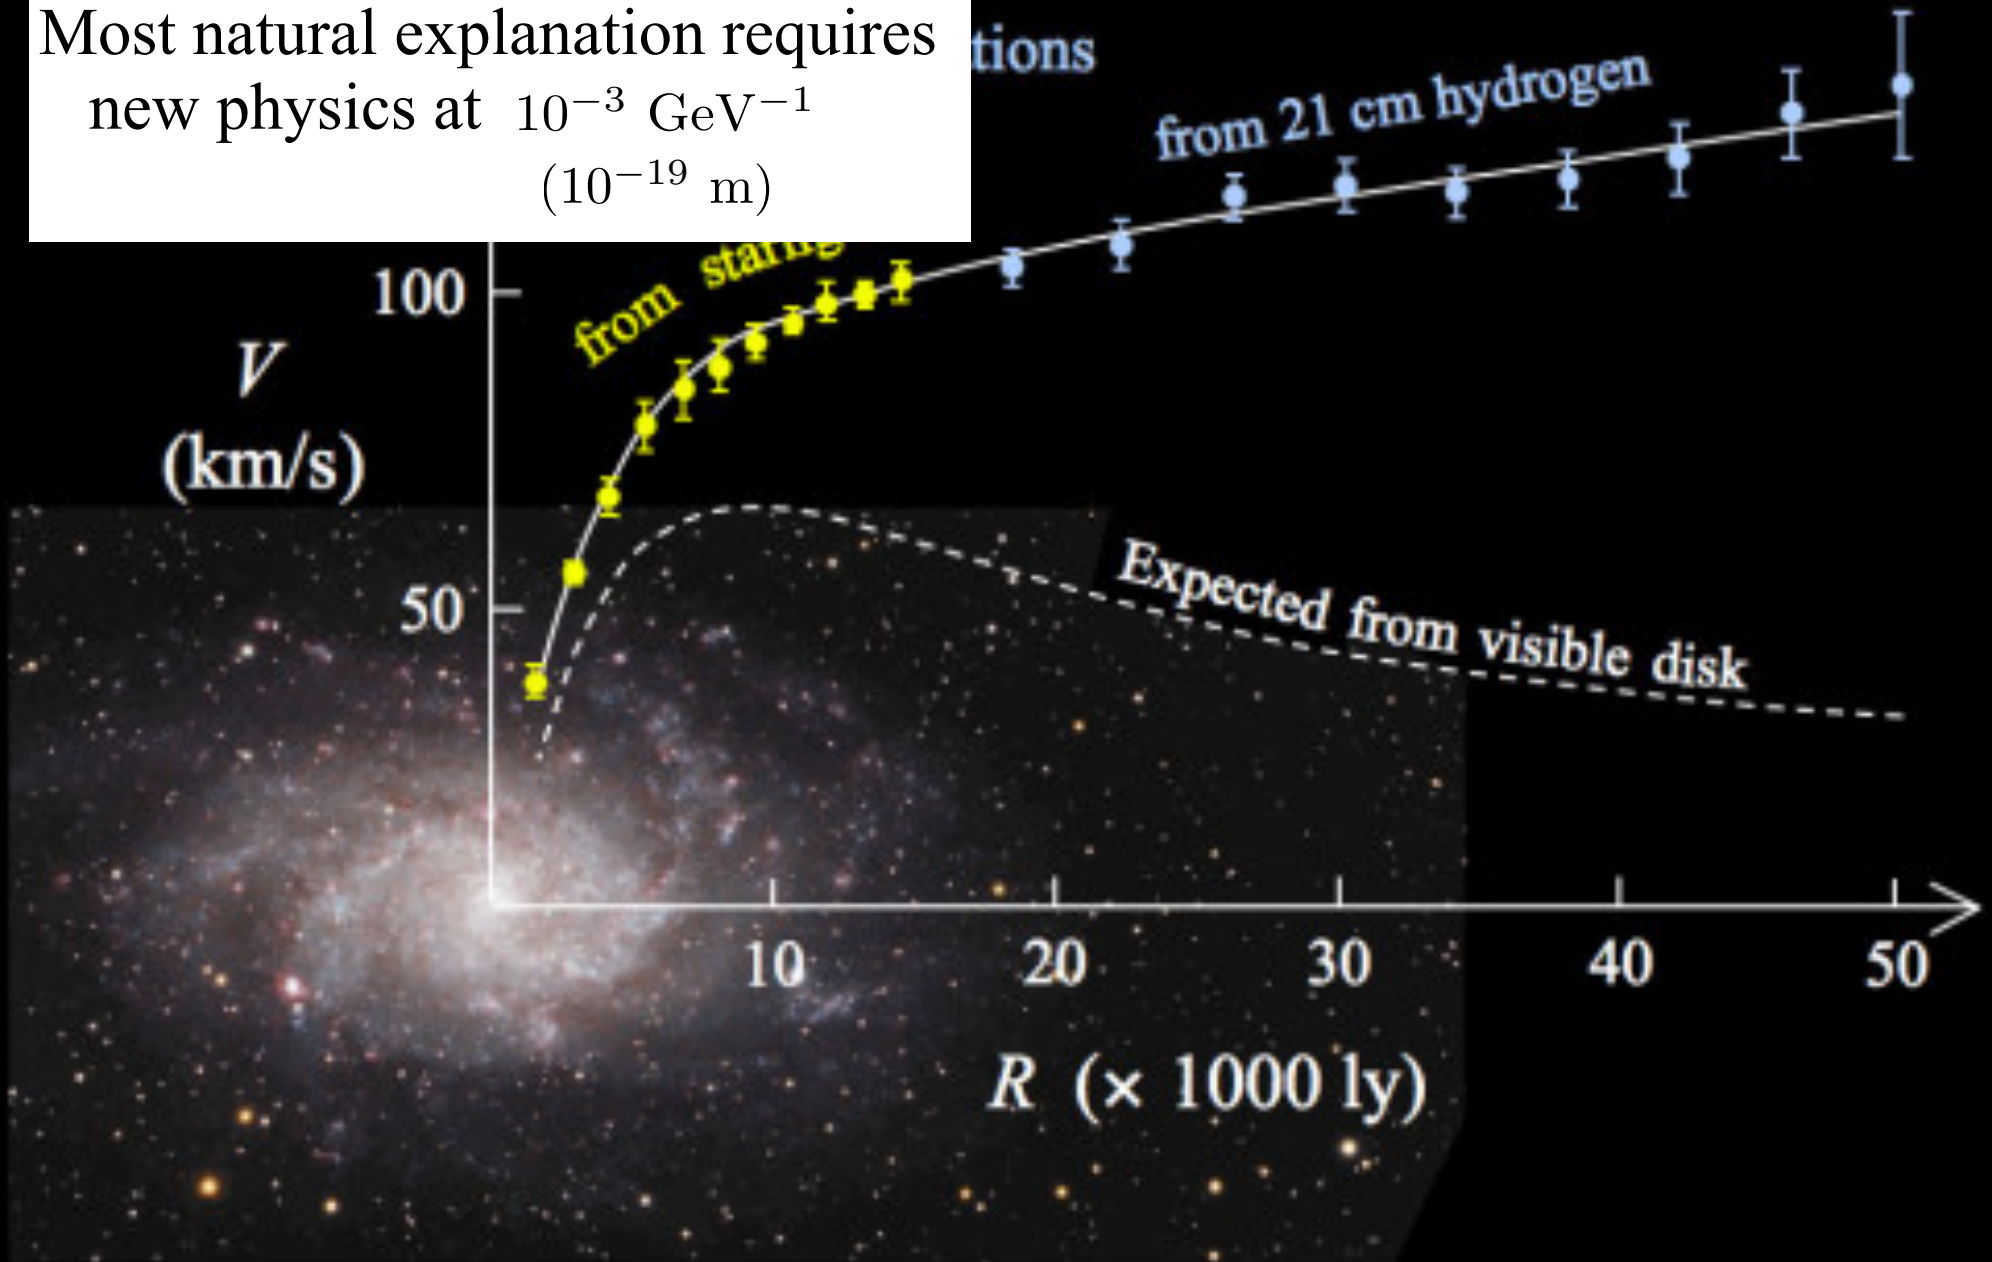 Most natural explanation requires
new physics at 10⁻³ GeV⁻¹
(10⁻¹⁹ m)
tions
from 21 cm hydrogen
from
100
V
(km/s)
50
Expected from visible disk
10 20 30 40 50
R (× 1000 ly)